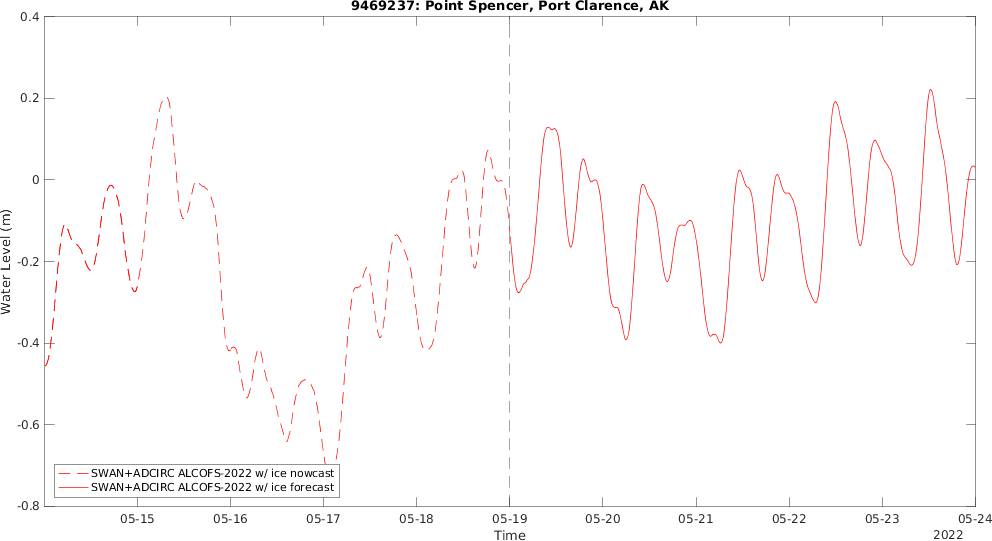 9469237: Point Spencer, Port Clarence, AK
0.4
0.2
0
-0.2
-0.4
-0.6
-0.8
Water Level (m)
SWAN+ADCIRC ALCOFS-2022 w/ ice nowcast
SWAN+ADCIRC ALCOFS-2022 w/ ice forecast
05-15 05-16 05-17 05-18 05-19 05-20 05-21 05-22 05-23 05-24
Time
2022